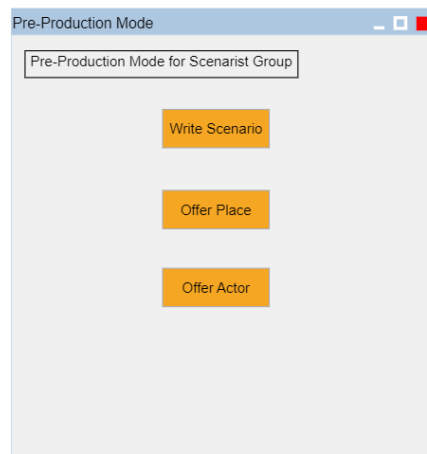 Pre-Production Mode
Pre-Production Mode for Scenarist Group
Write Scenario
Offer Place
Offer Actor